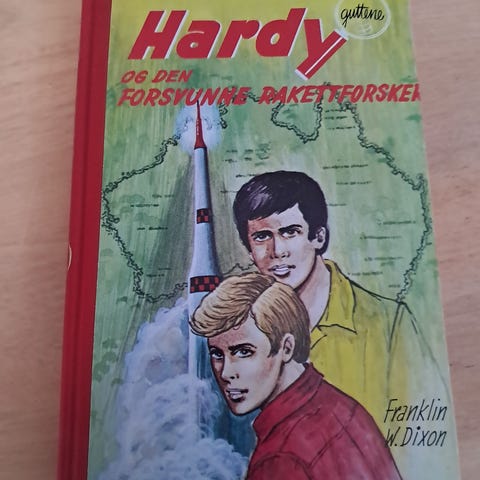 Hardy
guttene
OG DEN
FORSVUNNE RAKETTFORSKER
Franklin
W. Dixon